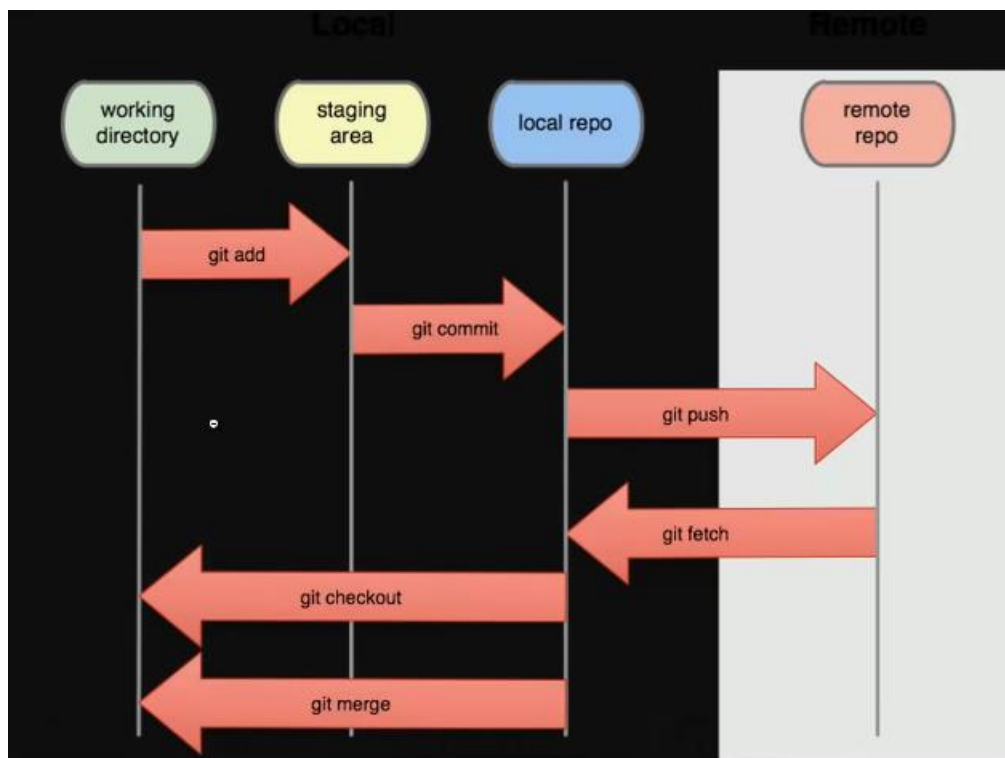 Local
Remote
working
directory
staging
area
local repo
remote
repo
git add
git commit
git push
git fetch
git checkout
git merge